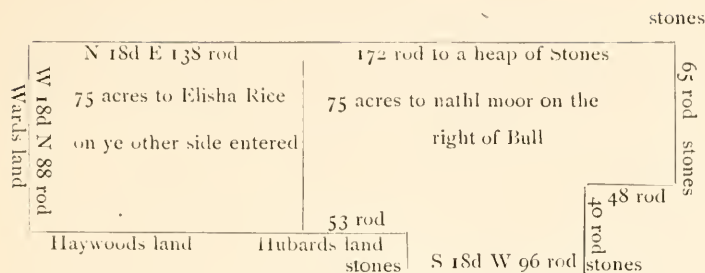 stones
N 18d E 138 rod
172 rod to a heap of Stones
Wards land
W 18d N 88 rod
75 acres to Elisha Rice
on ye other side entered
75 acres to nathl moor on the
right of Bull
65 rod stones
48 rod
40 rod
53 rod
Haywoods land
Hubards land
stones
S 18d W 96 rod
stones